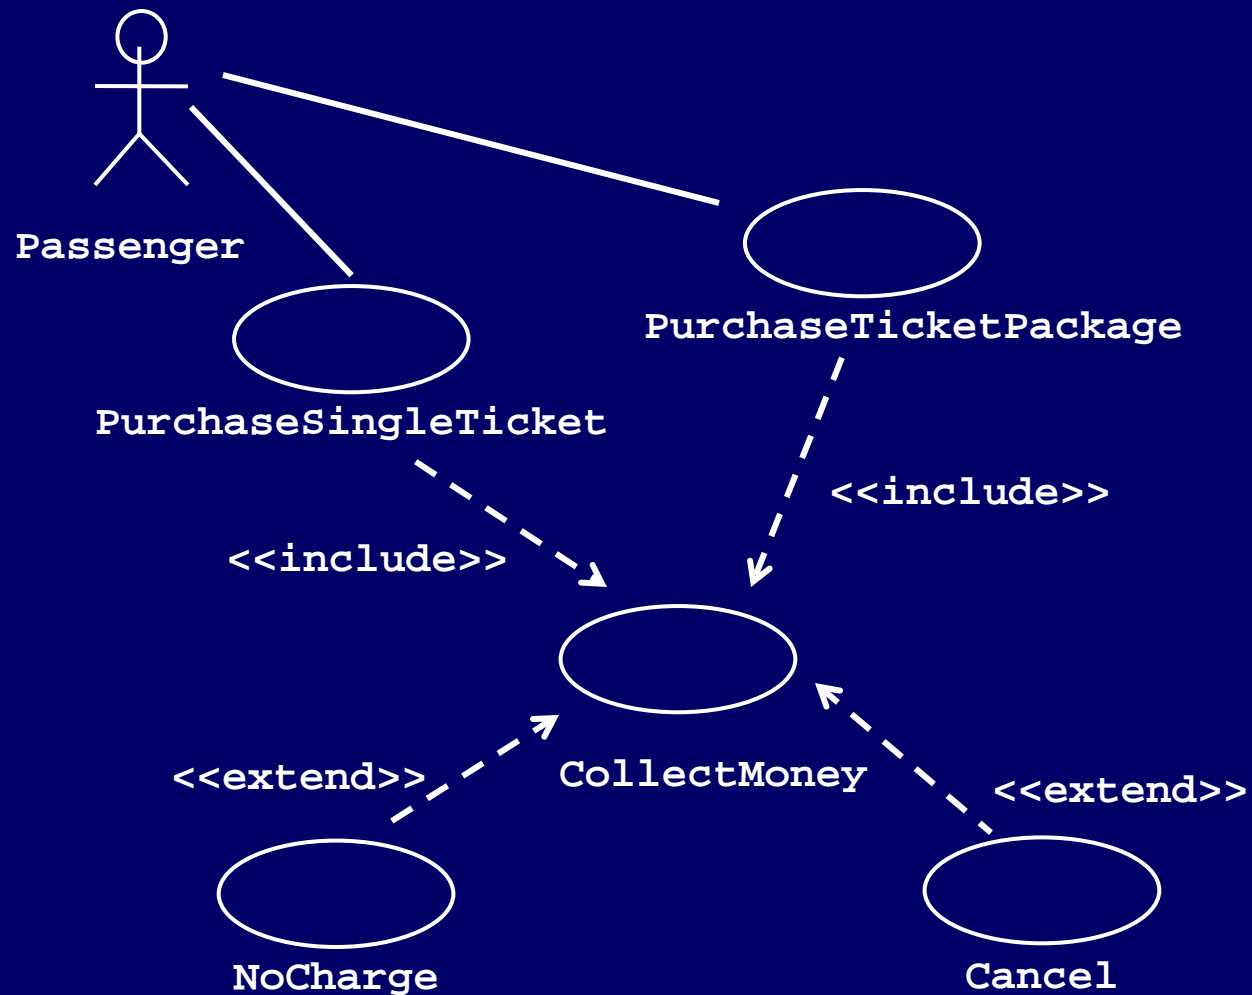 Passenger
PurchaseTicketPackage
PurchaseSingleTicket
<<include>>
<<include>>
<<extend>>
CollectMoney
<<extend>>
NoCharge
Cancel